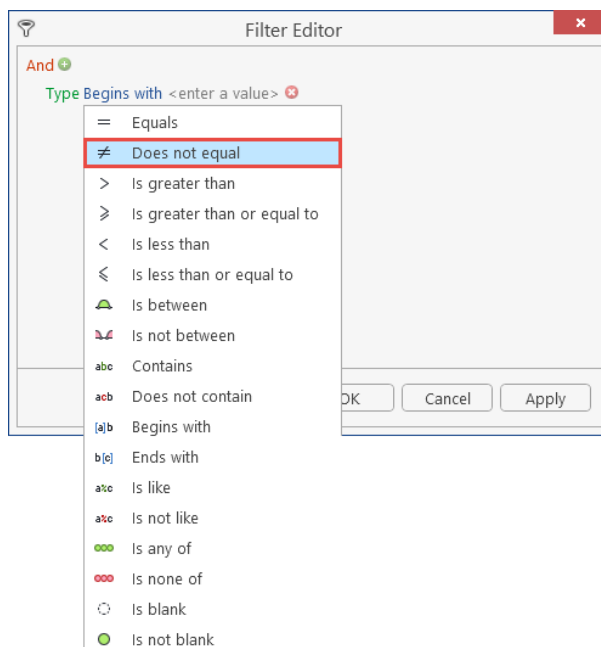 Filter Editor
And
Type Begins with <enter a value>
= Equals
≠ Does not equal
> Is greater than
⩾ Is greater than or equal to
< Is less than
⩽ Is less than or equal to
Is between
Is not between
abc Contains
acb Does not contain
[a]b Begins with
b[c] Ends with
a%c Is like
a%c Is not like
Is any of
Is none of
Is blank
Is not blank
OK Cancel Apply